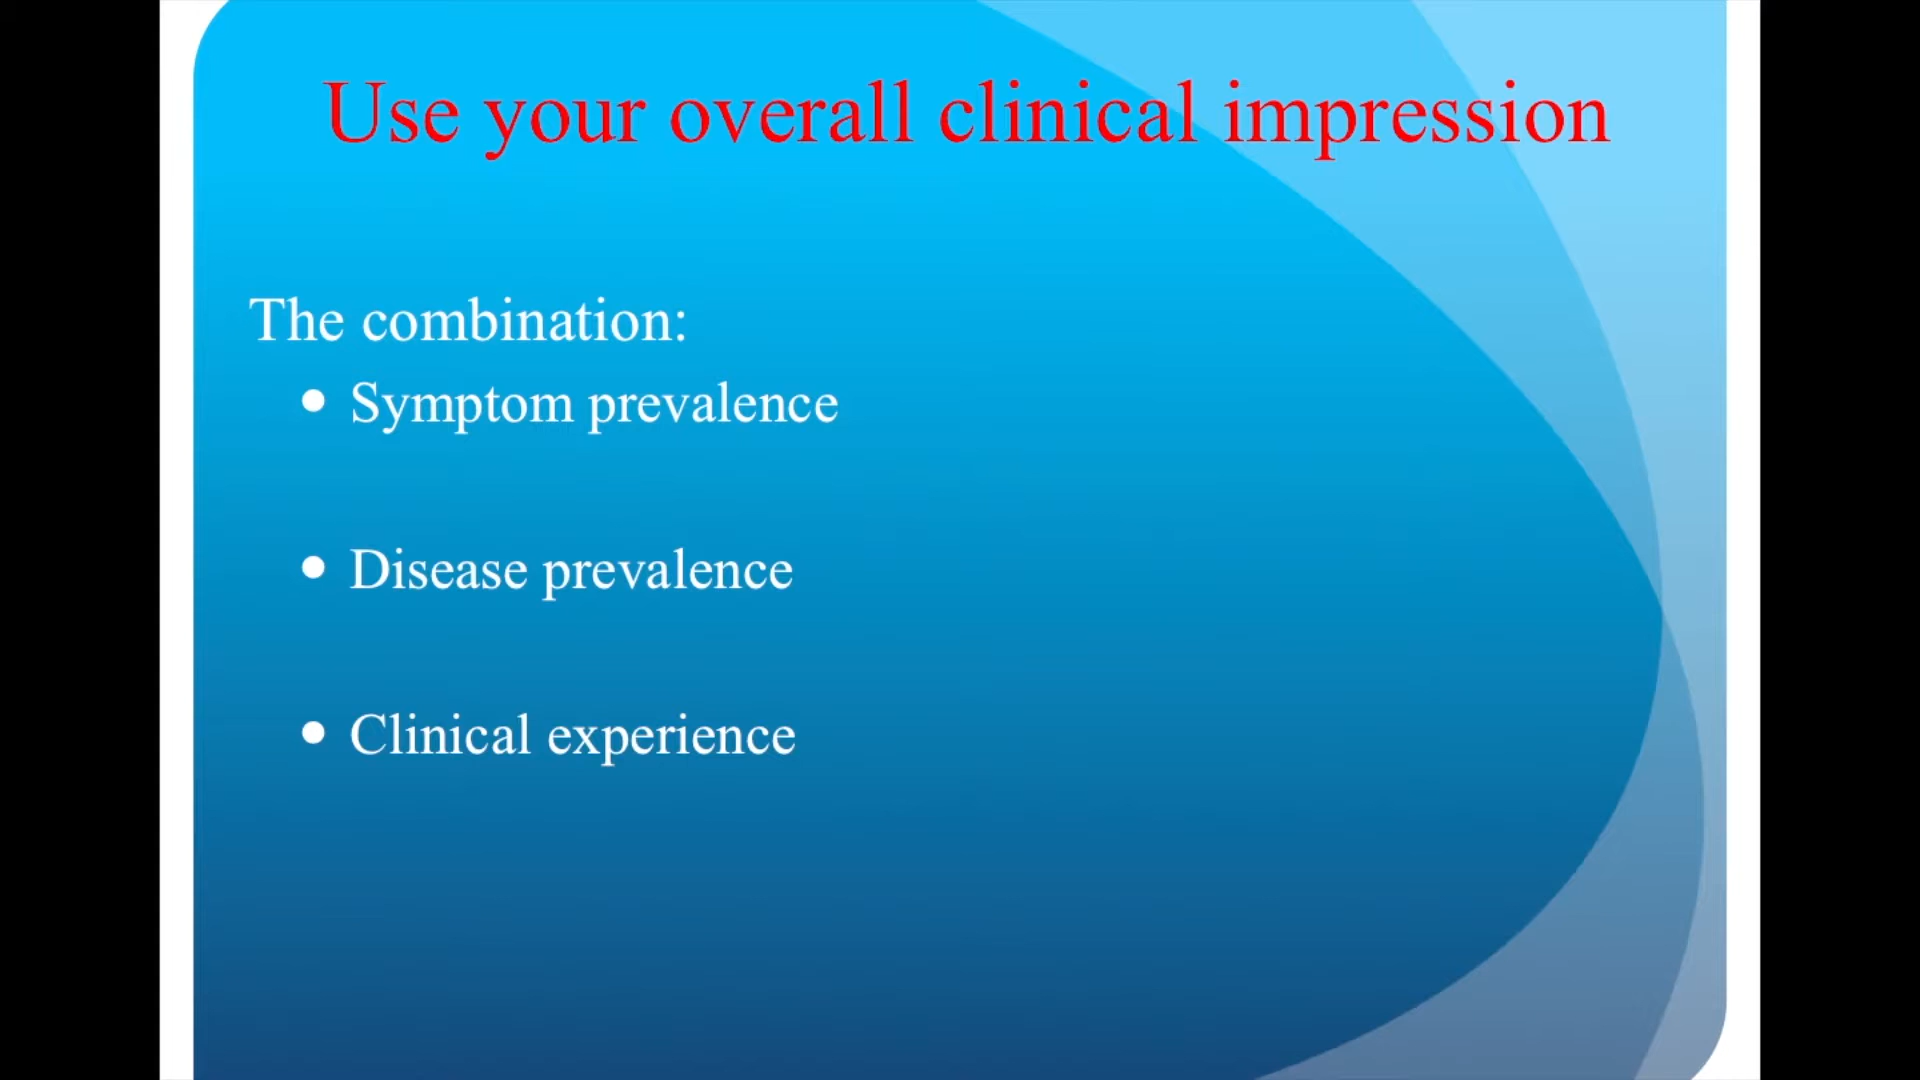 Use your overall clinical impression
The combination:
• Symptom prevalence
• Disease prevalence
• Clinical experience